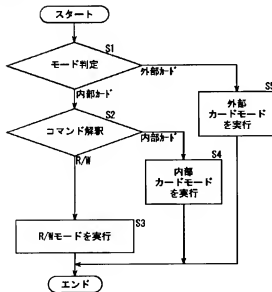 スタート
S1
モード判定
外部ｶｰﾄﾞ
内部ｶｰﾄﾞ
S2
コマンド解釈
内部ｶｰﾄﾞ
R/W
S5
外部
カードモード
を実行
S4
内部
カードモード
を実行
S3
R/Wモードを実行
エンド